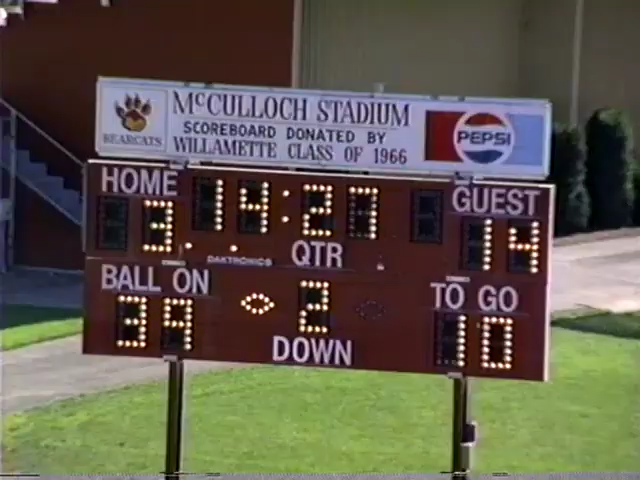 McCULLOCH STADIUM
BEARCATS
SCOREBOARD DONATED BY
WILLAMETTE CLASS OF 1966
PEPSI
HOME 14:27 GUEST
3 QTR 14
DAKTRONICS
BALL ON TO GO
39 2 10
DOWN